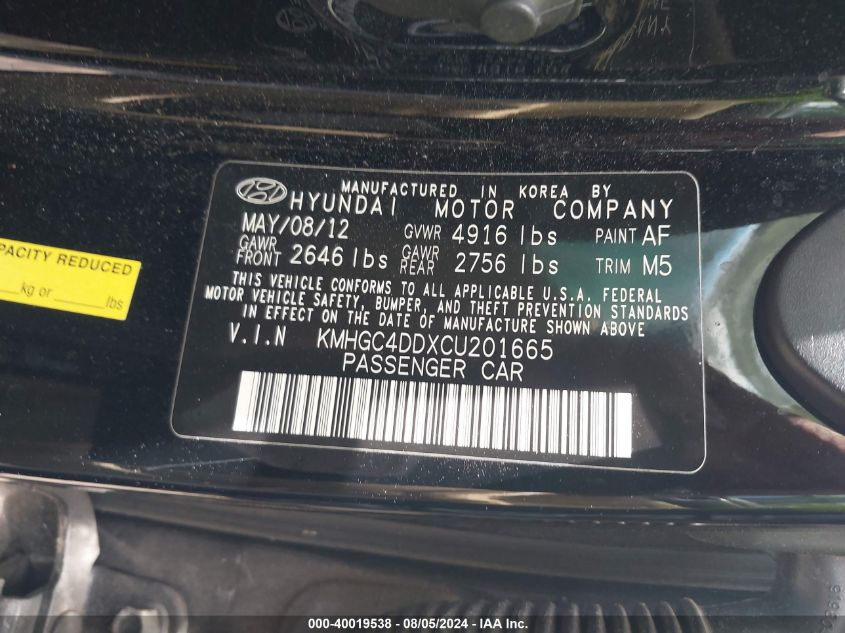 MANUFACTURED IN KOREA BY
HYUNDAI MOTOR COMPANY
MAY/08/12 GVWR 4916 lbs PAINT AF
GAWR FRONT 2646 lbs GAWR REAR 2756 lbs TRIM M5
THIS VEHICLE CONFORMS TO ALL APPLICABLE U.S.A. FEDERAL
MOTOR VEHICLE SAFETY, BUMPER, AND THEFT PREVENTION STANDARDS
IN EFFECT ON THE DATE OF MANUFACTURE SHOWN ABOVE
V.I.N KMHGC4DDXCU201665
PASSENGER CAR
PACITY REDUCED
kg or lbs
000-40019538 - 08/05/2024 - IAA Inc.